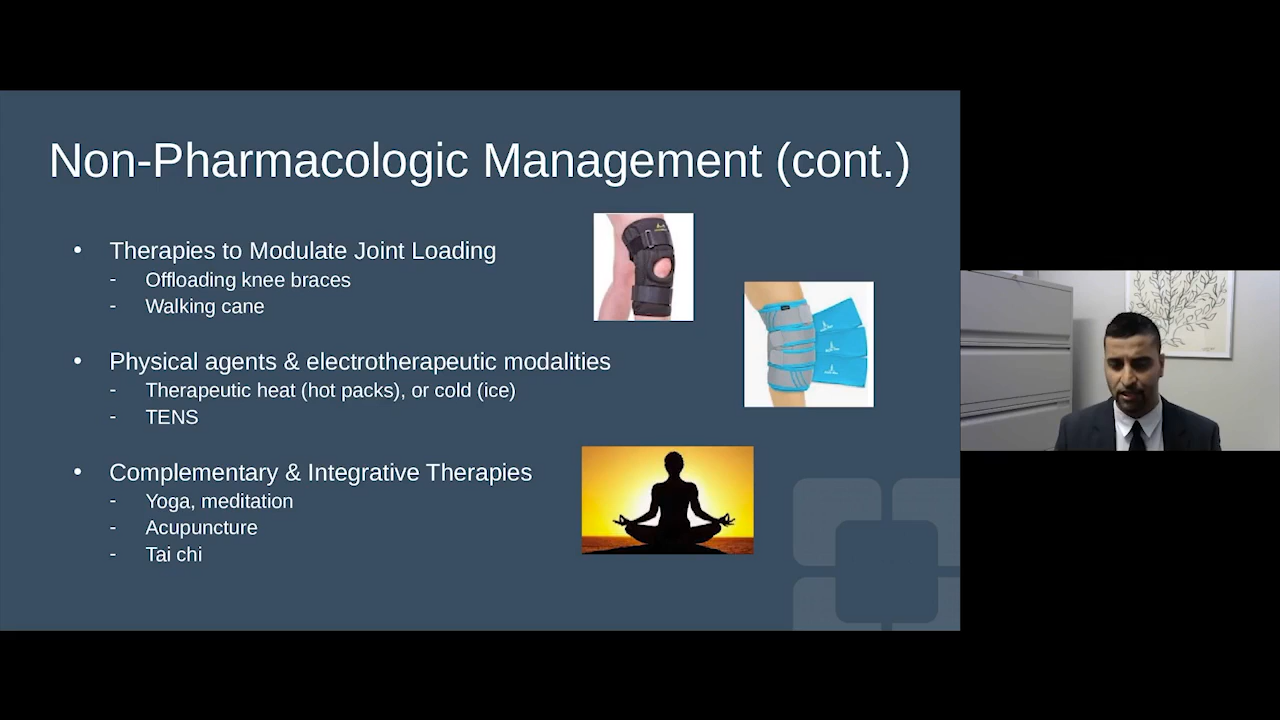 Non-Pharmacologic Management (cont.)
• Therapies to Modulate Joint Loading
- Offloading knee braces
- Walking cane
• Physical agents & electrotherapeutic modalities
- Therapeutic heat (hot packs), or cold (ice)
- TENS
• Complementary & Integrative Therapies
- Yoga, meditation
- Acupuncture
- Tai chi